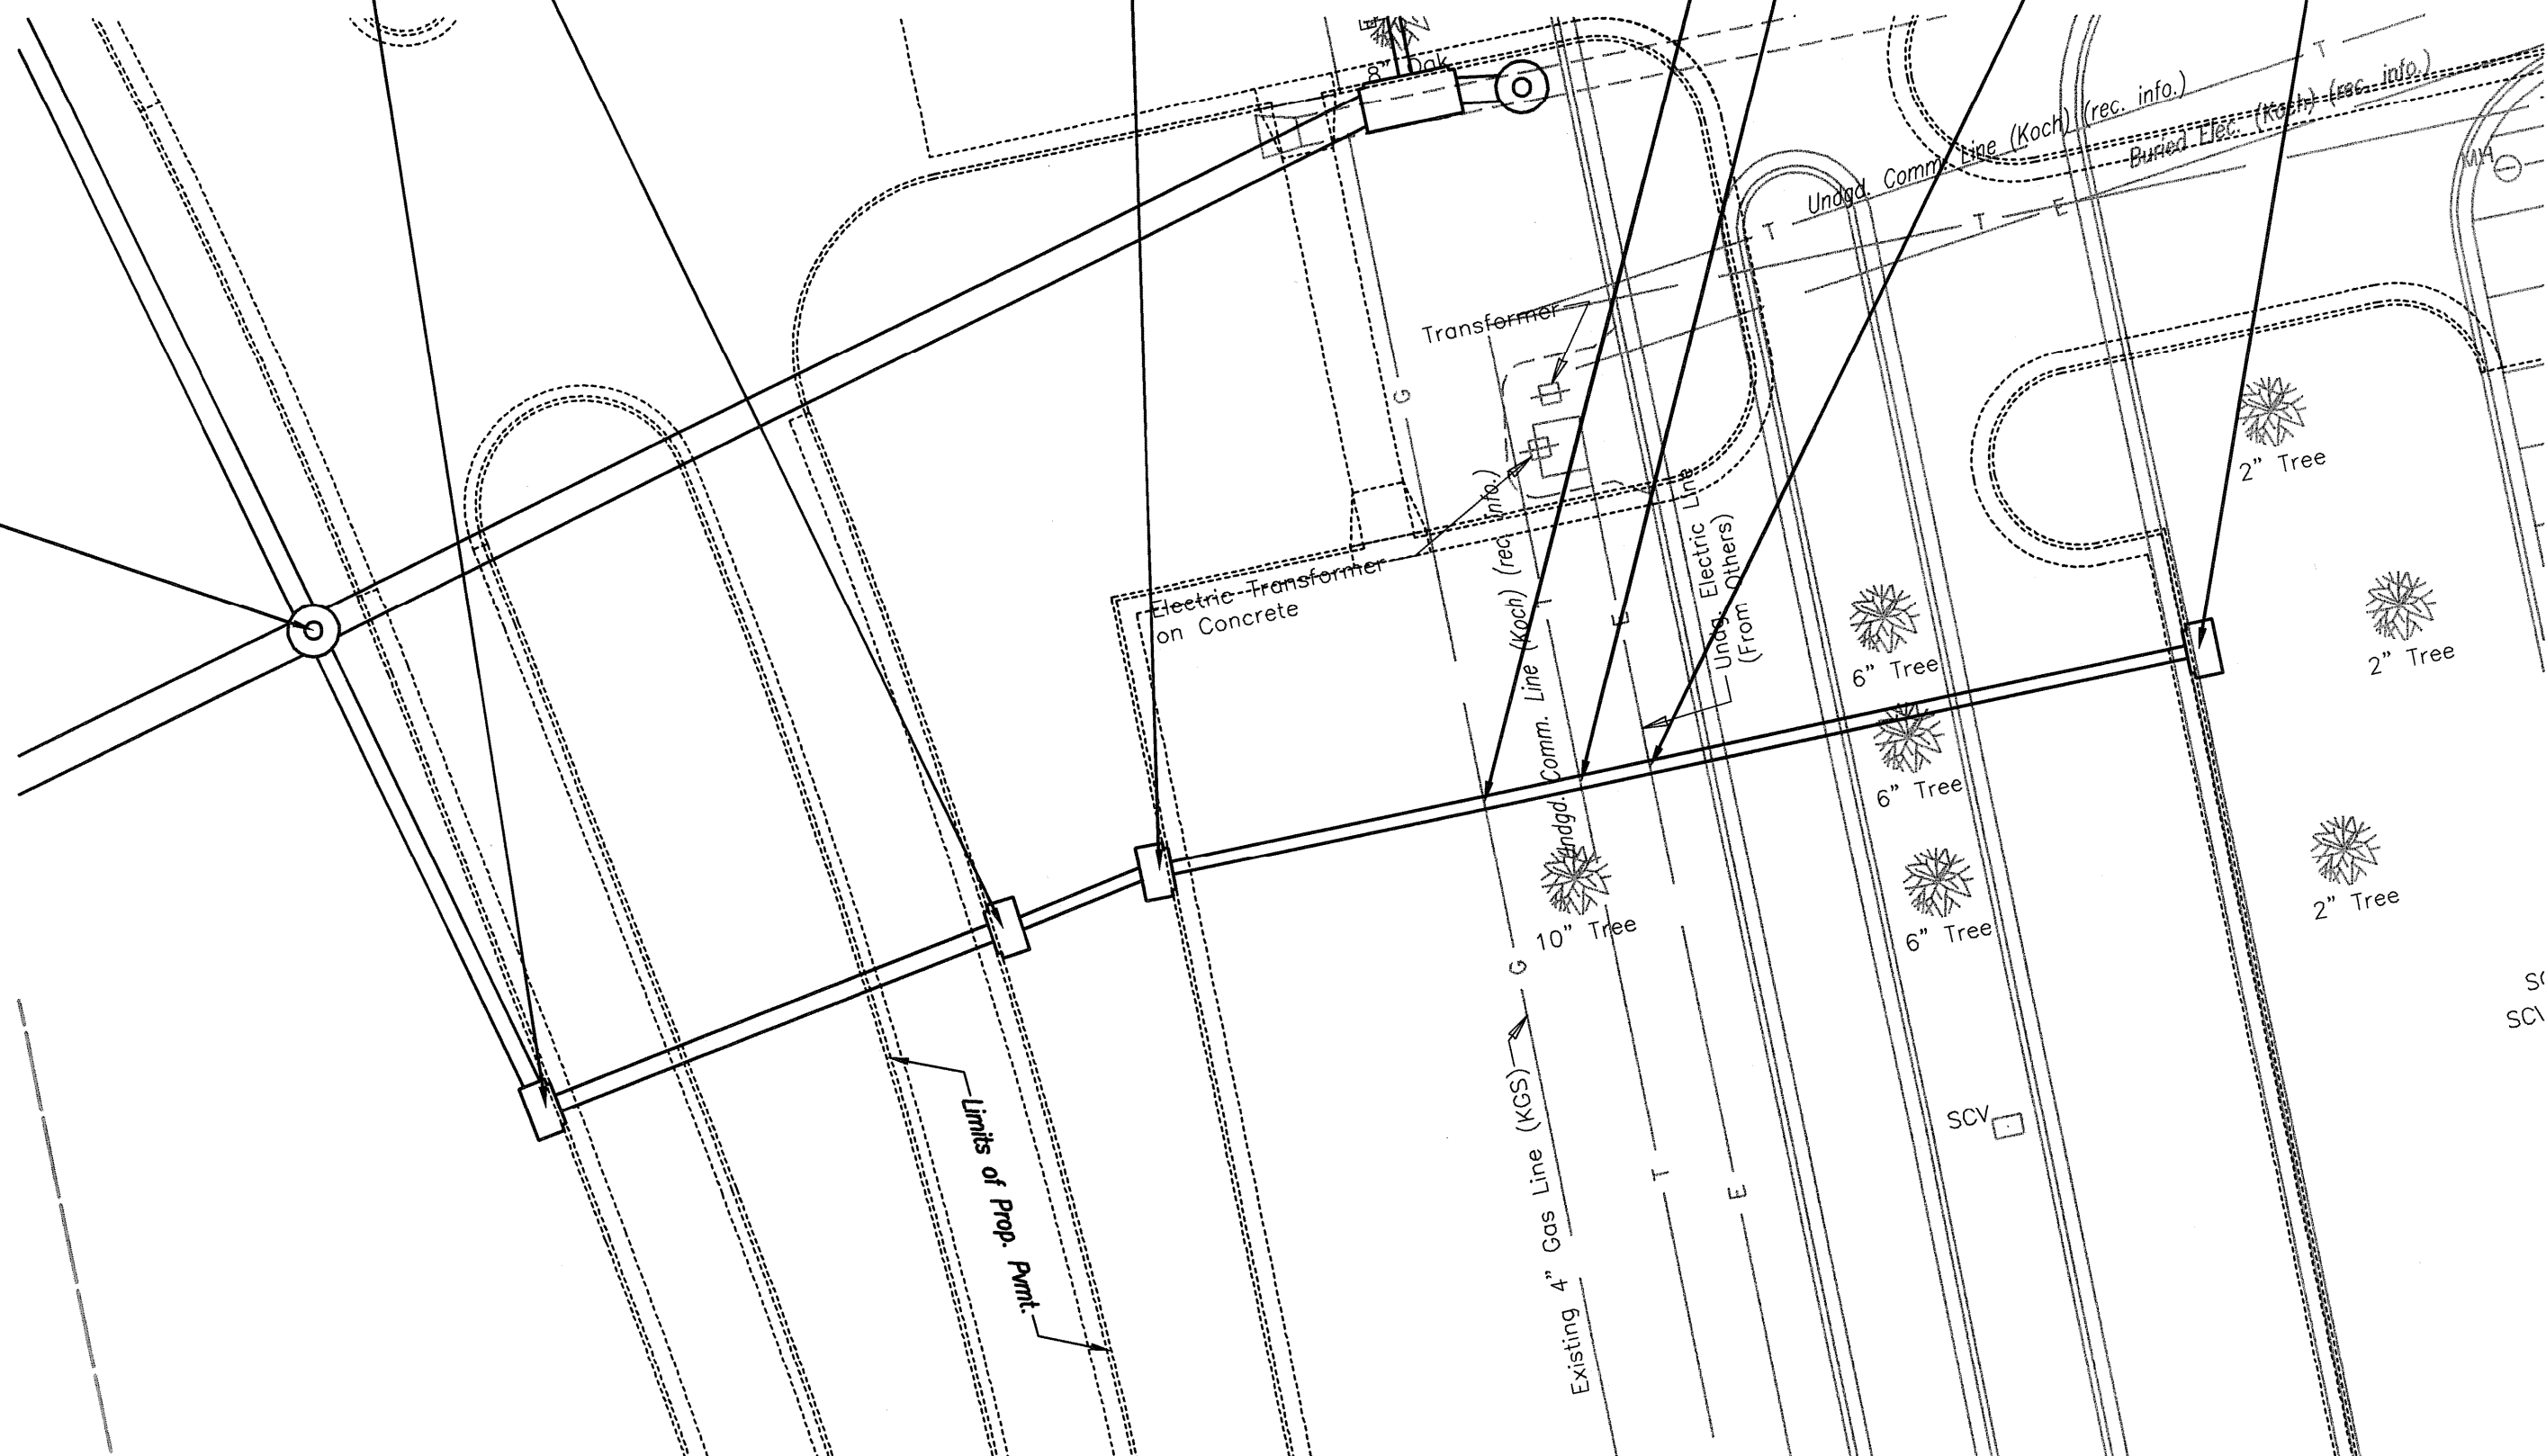 8" Oak
T
Undgd. Comm. Line (Koch) (rec. info.)
Buried Elec. (Koch) (rec. info.)
MH
T
T
E
Transformer
G
2" Tree
Electric Transformer
on Concrete
Undgd. Comm. Line (Koch) (rec. info.)
T
E
Undg. Electric Line
(From Others)
6" Tree
2" Tree
6" Tree
2" Tree
10" Tree
6" Tree
G
SCV
Existing 4" Gas Line (KGS)
T
E
Limits of Prop. Pvmt.